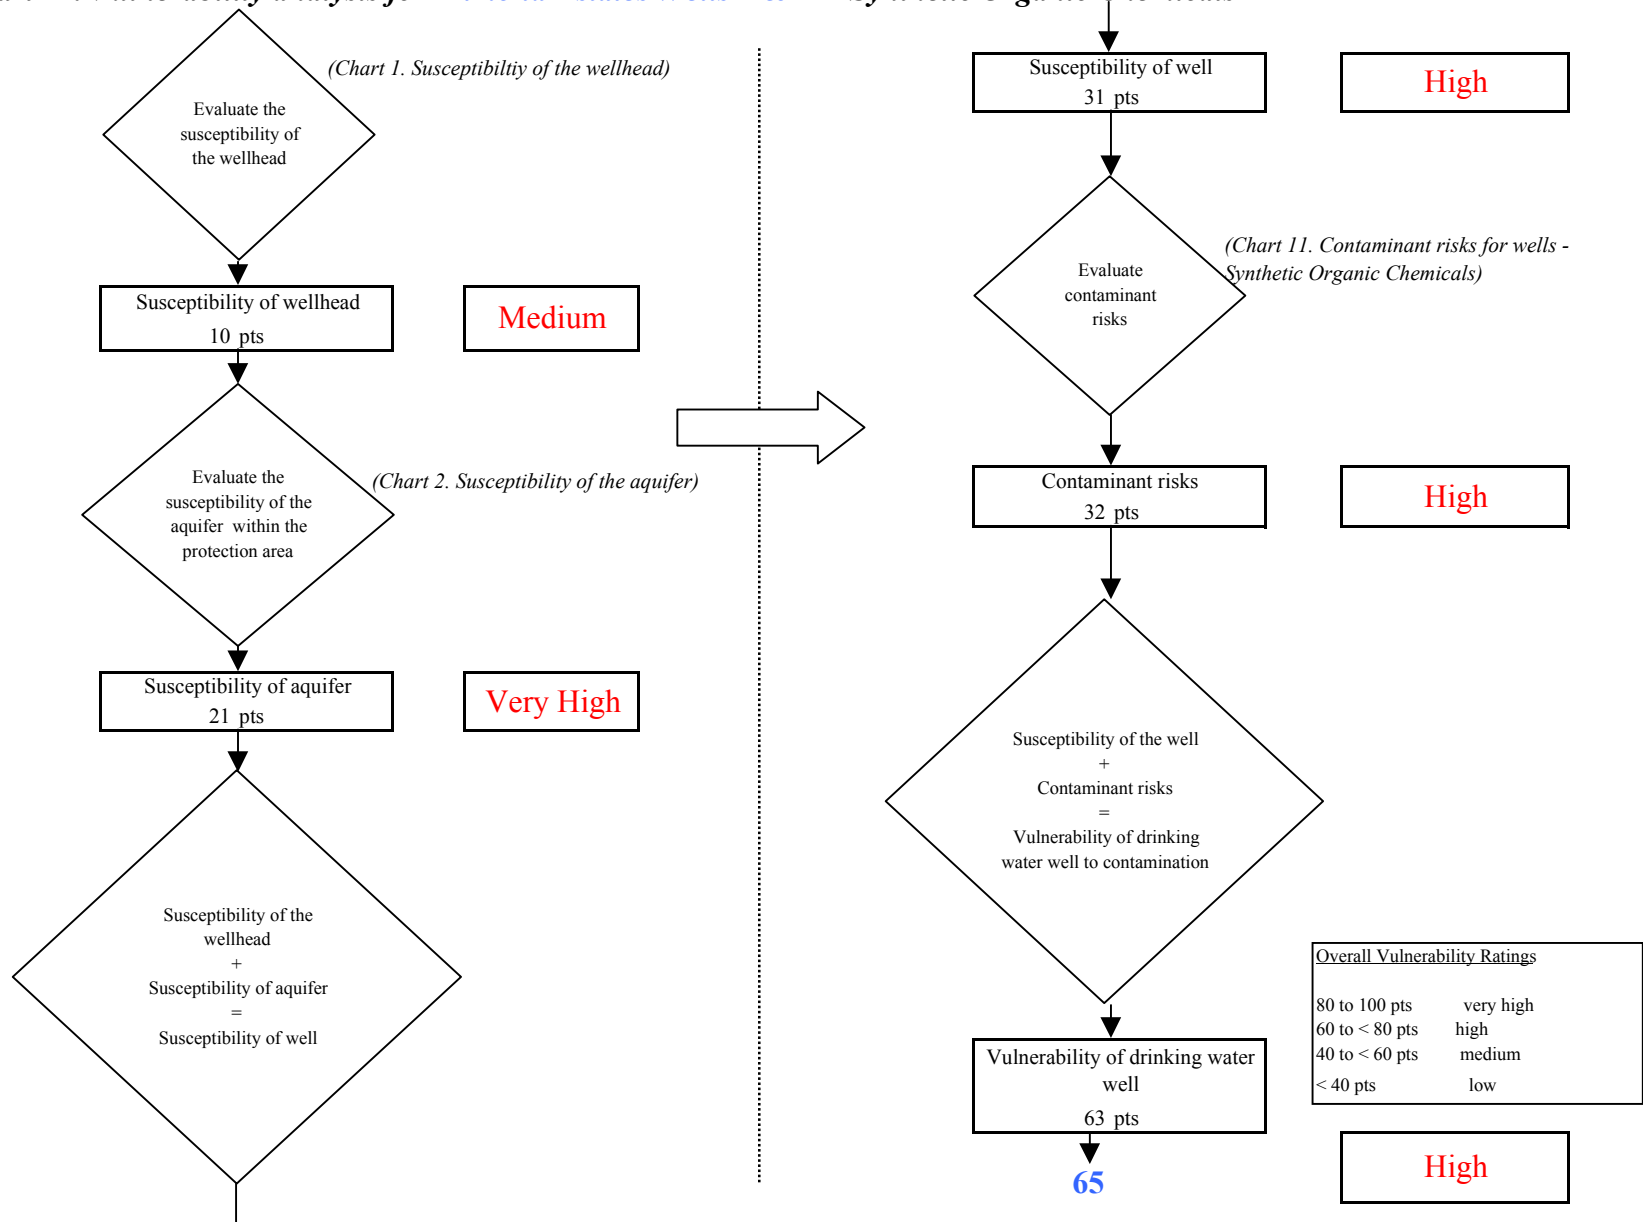 (Chart 1. Susceptibiltiy of the wellhead)
Evaluate the
susceptibility of
the wellhead
Susceptibility of wellhead
10 pts
Medium
Evaluate the
susceptibility of the
aquifer within the
protection area
(Chart 2. Susceptibility of the aquifer)
Susceptibility of aquifer
21 pts
Very High
Susceptibility of the
wellhead
+
Susceptibility of aquifer
=
Susceptibility of well
Susceptibility of well
31 pts
High
(Chart 11. Contaminant risks for wells -
Synthetic Organic Chemicals)
Evaluate
contaminant
risks
Contaminant risks
32 pts
High
Susceptibility of the well
+
Contaminant risks
=
Vulnerability of drinking
water well to contamination
Overall Vulnerability Ratings
80 to 100 pts very high
60 to < 80 pts high
40 to < 60 pts medium
< 40 pts low
Vulnerability of drinking water
well
63 pts
65
High